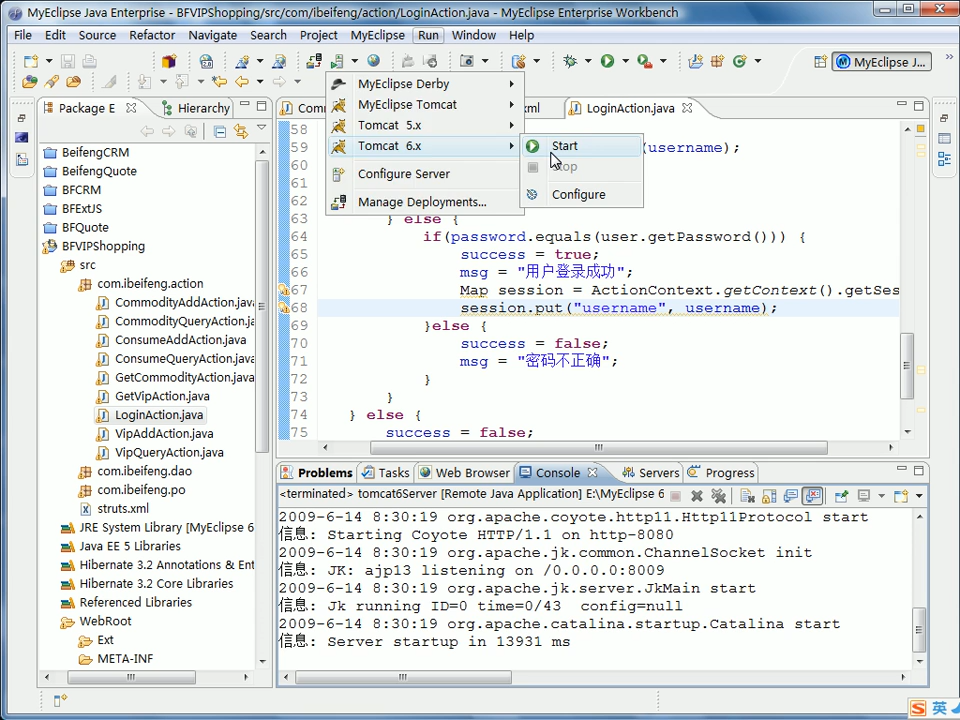 MyEclipse Java Enterprise - BFVIPShopping/src/com/ibeifeng/action/LoginAction.java - MyEclipse Enterprise Workbench
File Edit Source Refactor Navigate Search Project MyEclipse Run Window Help
MyEclipse J...
Package E
Hierarchy
BeifengCRM
BeifengQuote
BFCRM
BFExtJS
BFQuote
BFVIPShopping
src
com.ibeifeng.action
CommodityAddAction.java
CommodityQueryAction.ja
ConsumeAddAction.java
ConsumeQueryAction.java
GetCommodityAction.java
GetVipAction.java
LoginAction.java
VipAddAction.java
VipQueryAction.java
com.ibeifeng.dao
com.ibeifeng.po
struts.xml
JRE System Library [MyEclipse 6
Java EE 5 Libraries
Hibernate 3.2 Annotations & Ent
Hibernate 3.2 Core Libraries
Referenced Libraries
WebRoot
Ext
META-INF
MyEclipse Derby
MyEclipse Tomcat
Tomcat 5.x
Tomcat 6.x
Configure Server
Manage Deployments...
Start
Configure
Com
ml
LoginAction.java
58
59 (username);
60
61
62
63 } else {
64 if(password.equals(user.getPassword())) {
65 success = true;
66 msg = "用户登录成功";
67 Map session = ActionContext.getContext().getSes
68 session.put("username", username);
69 }else {
70 success = false;
71 msg = "密码不正确";
72 }
73 }
74 } else {
75 success = false;
Problems Tasks Web Browser Console Servers Progress
<terminated> tomcat6Server [Remote Java Application] E:\MyEclipse 6
2009-6-14 8:30:19 org.apache.coyote.http11.Http11Protocol start
信息: Starting Coyote HTTP/1.1 on http-8080
2009-6-14 8:30:19 org.apache.jk.common.ChannelSocket init
信息: JK: ajp13 listening on /0.0.0.0:8009
2009-6-14 8:30:19 org.apache.jk.server.JkMain start
信息: Jk running ID=0 time=0/43 config=null
2009-6-14 8:30:19 org.apache.catalina.startup.Catalina start
信息: Server startup in 13931 ms
英